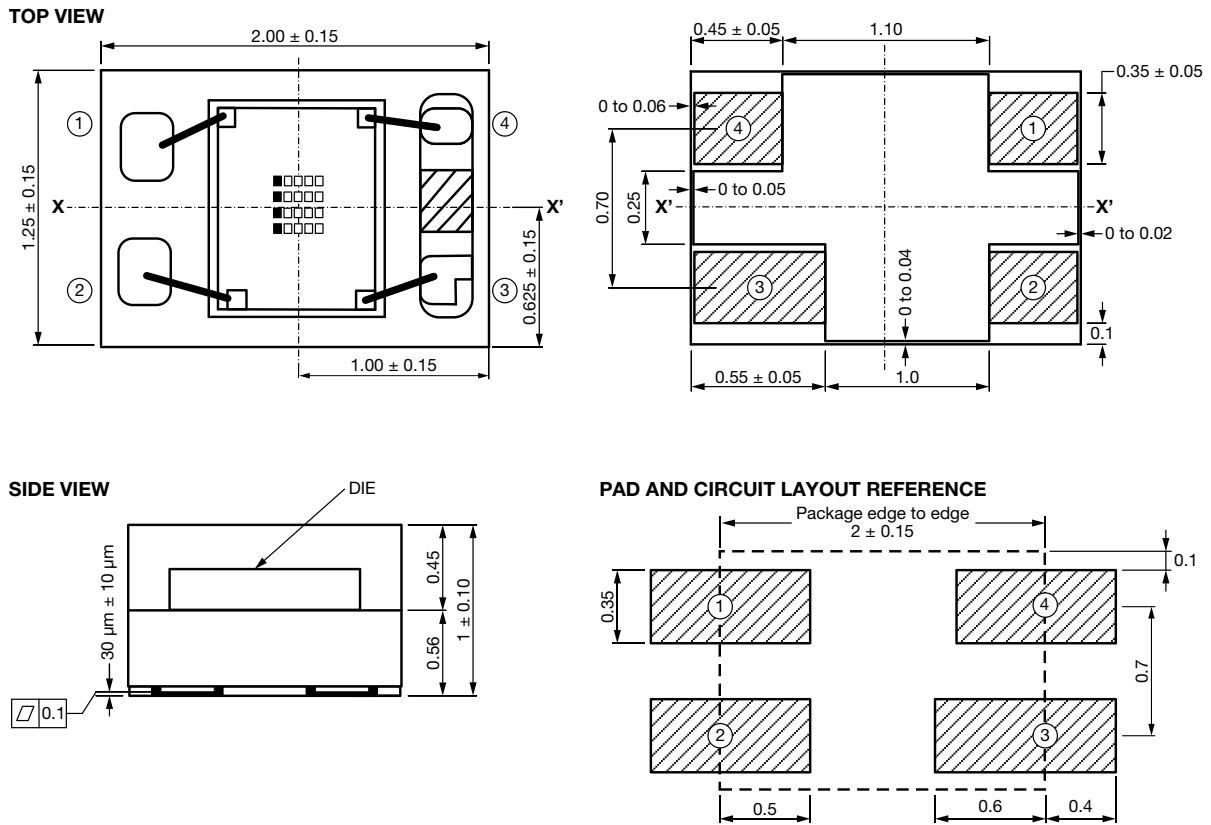 TOP VIEW
2.00 ± 0.15
1.25 ± 0.15
1
4
X
X'
2
3
0.625 ± 0.15
1.00 ± 0.15
0.45 ± 0.05
1.10
0.35 ± 0.05
0 to 0.06
4
1
0.70
0.25
0 to 0.05
X'
X'
0 to 0.02
3
2
0 to 0.04
0.1
0.55 ± 0.05
1.0
SIDE VIEW
DIE
30 µm ± 10 µm
0.45
0.56
1 ± 0.10
0.1
PAD AND CIRCUIT LAYOUT REFERENCE
Package edge to edge
2 ± 0.15
0.1
0.35
1
4
0.7
2
3
0.5
0.6
0.4